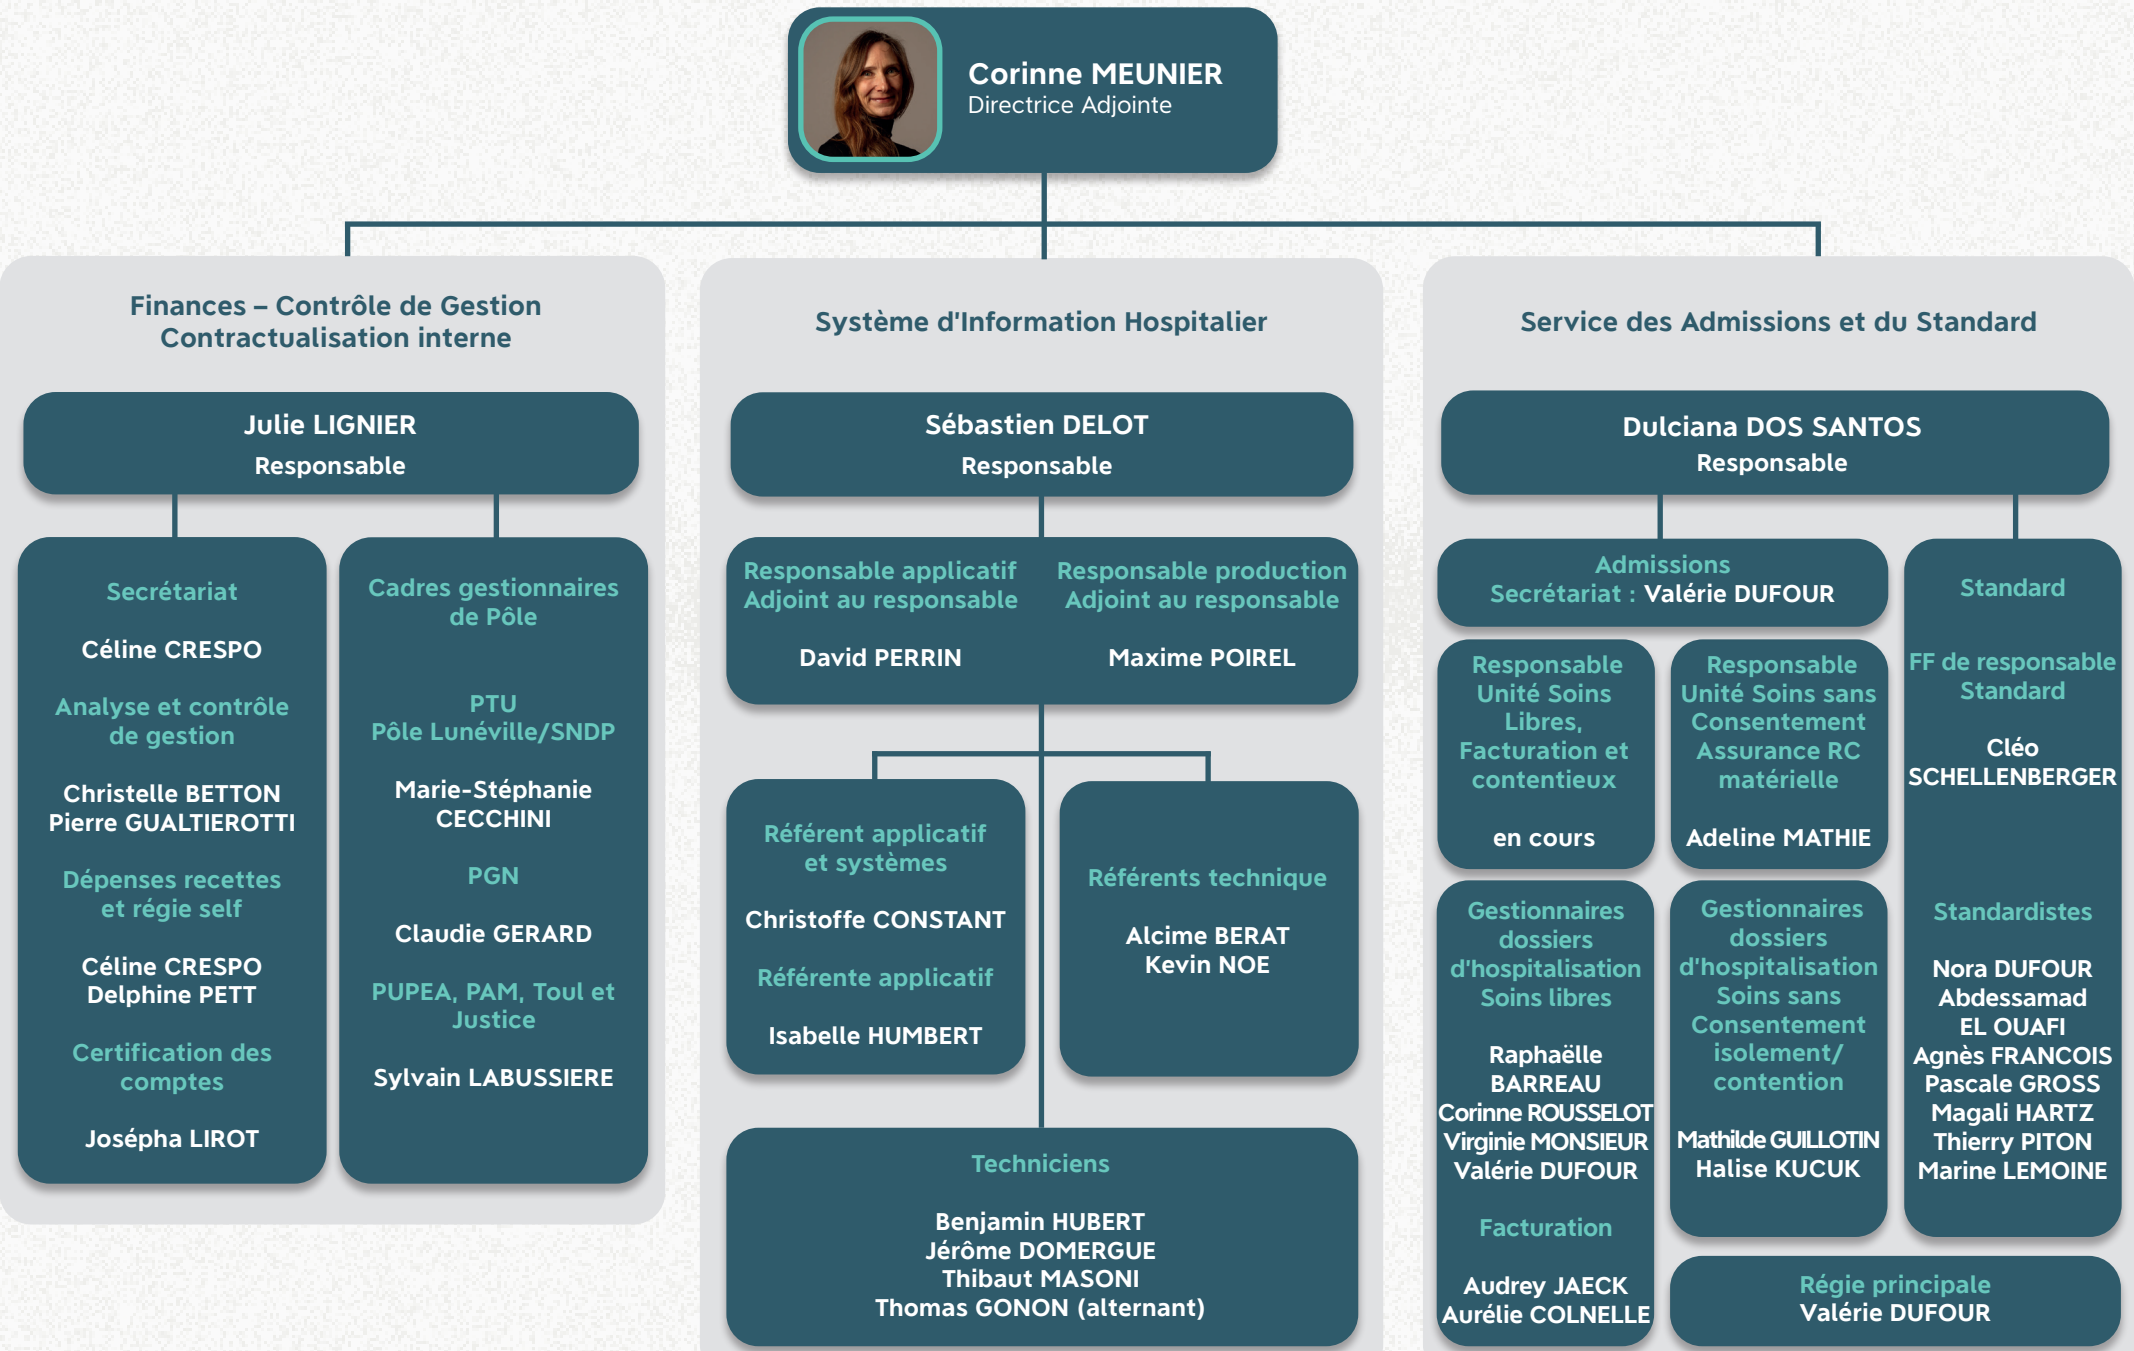 Corinne MEUNIER
Directrice Adjointe
Finances – Contrôle de Gestion
Contractualisation interne
Julie LIGNIER
Responsable
Secrétariat
Céline CRESPO
Analyse et contrôle
de gestion
Christelle BETTON
Pierre GUALTIEROTTI
Dépenses recettes
et régie self
Céline CRESPO
Delphine PETT
Certification des
comptes
Josépha LIROT
Cadres gestionnaires
de Pôle
PTU
Pôle Lunéville/SNDP
Marie-Stéphanie
CECCHINI
PGN
Claudie GERARD
PUPEA, PAM, Toul et
Justice
Sylvain LABUSSIERE
Système d'Information Hospitalier
Sébastien DELOT
Responsable
Responsable applicatif
Adjoint au responsable
David PERRIN
Responsable production
Adjoint au responsable
Maxime POIREL
Référent applicatif
et systèmes
Christoffe CONSTANT
Référente applicatif
Isabelle HUMBERT
Référents technique
Alcime BERAT
Kevin NOE
Techniciens
Benjamin HUBERT
Jérôme DOMERGUE
Thibaut MASONI
Thomas GONON (alternant)
Service des Admissions et du Standard
Dulciana DOS SANTOS
Responsable
Admissions
Secrétariat : Valérie DUFOUR
Responsable
Unité Soins
Libres,
Facturation et
contentieux
en cours
Responsable
Unité Soins sans
Consentement
Assurance RC
matérielle
Adeline MATHIE
Gestionnaires
dossiers
d'hospitalisation
Soins libres
Raphaëlle
BARREAU
Corinne ROUSSELOT
Virginie MONSIEUR
Valérie DUFOUR
Facturation
Audrey JAECK
Aurélie COLNELLE
Gestionnaires
dossiers
d'hospitalisation
Soins sans
Consentement
isolement/
contention
Mathilde GUILLOTIN
Halise KUCUK
Standard
FF de responsable
Standard
Cléo
SCHELLENBERGER
Standardistes
Nora DUFOUR
Abdessamad
EL OUAFI
Agnès FRANCOIS
Pascale GROSS
Magali HARTZ
Thierry PITON
Marine LEMOINE
Régie principale
Valérie DUFOUR